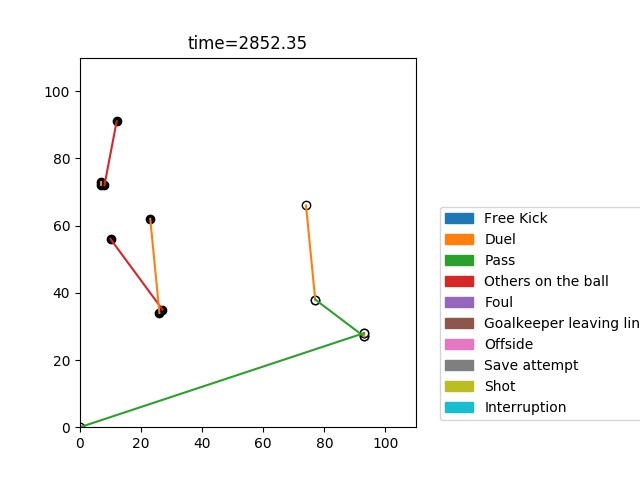 time=2852.35
100
80
60
40
20
0
0 20 40 60 80 100
Free Kick
Duel
Pass
Others on the ball
Foul
Goalkeeper leaving lin
Offside
Save attempt
Shot
Interruption